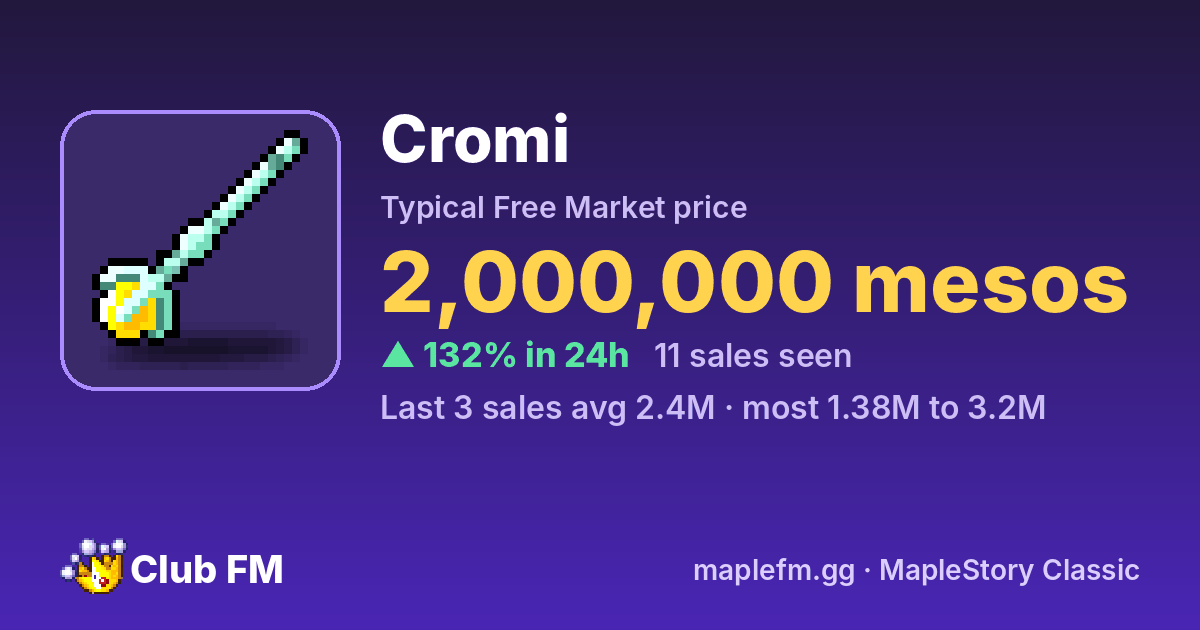 Cromi
Typical Free Market price
2,000,000 mesos
▲ 132% in 24h 11 sales seen
Last 3 sales avg 2.4M · most 1.38M to 3.2M
Club FM
maplefm.gg · MapleStory Classic